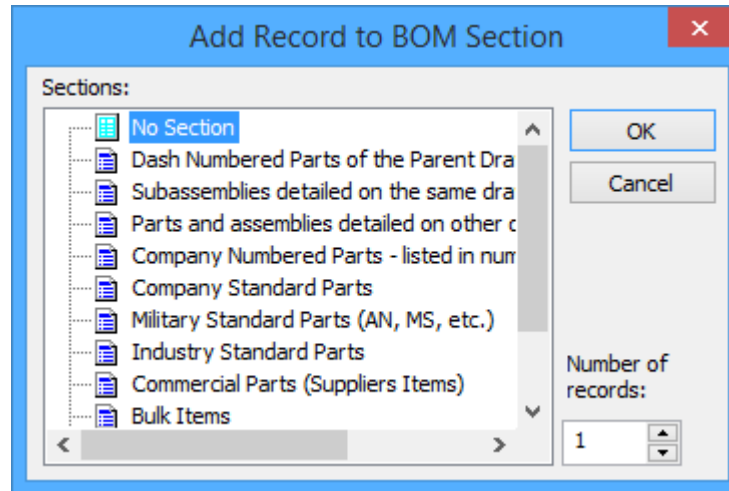 Add Record to BOM Section
Sections:
No Section
Dash Numbered Parts of the Parent Dra
Subassemblies detailed on the same dra
Parts and assemblies detailed on other
Company Numbered Parts - listed in num
Company Standard Parts
Military Standard Parts (AN, MS, etc.)
Industry Standard Parts
Commercial Parts (Suppliers Items)
Bulk Items
OK
Cancel
Number of
records:
1